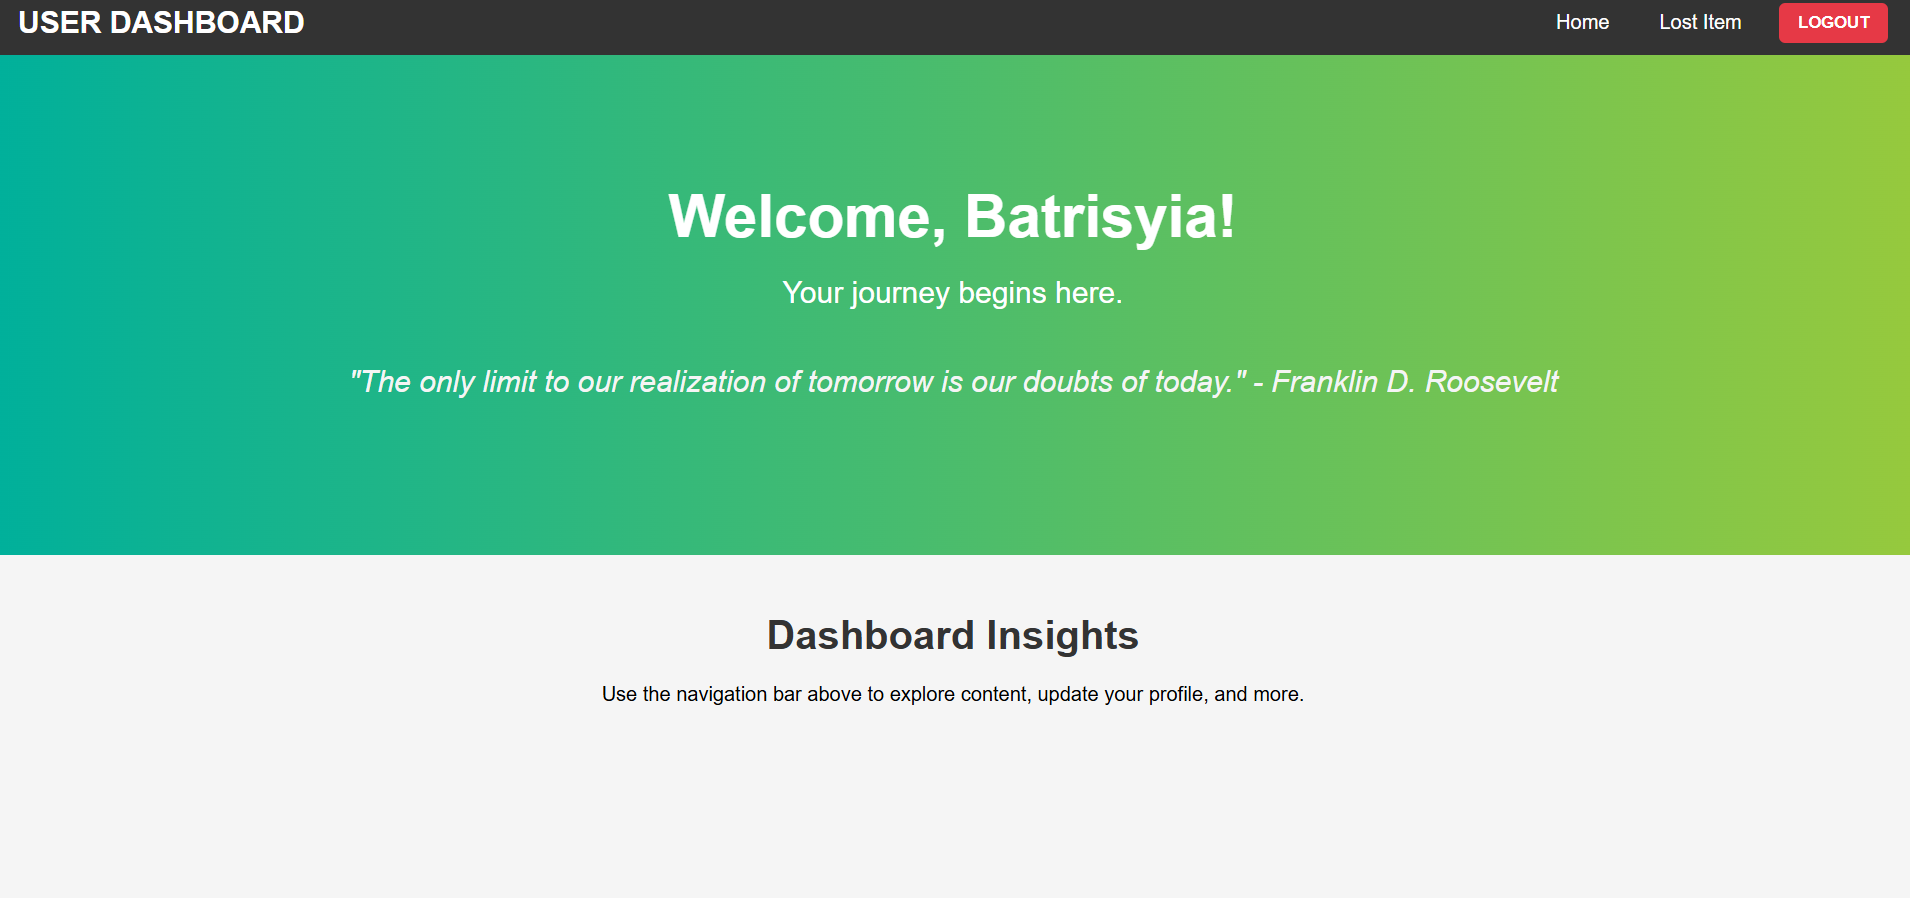 USER DASHBOARD
Home
Lost Item
LOGOUT
Welcome, Batrisyia!
Your journey begins here.
"The only limit to our realization of tomorrow is our doubts of today." - Franklin D. Roosevelt
Dashboard Insights
Use the navigation bar above to explore content, update your profile, and more.